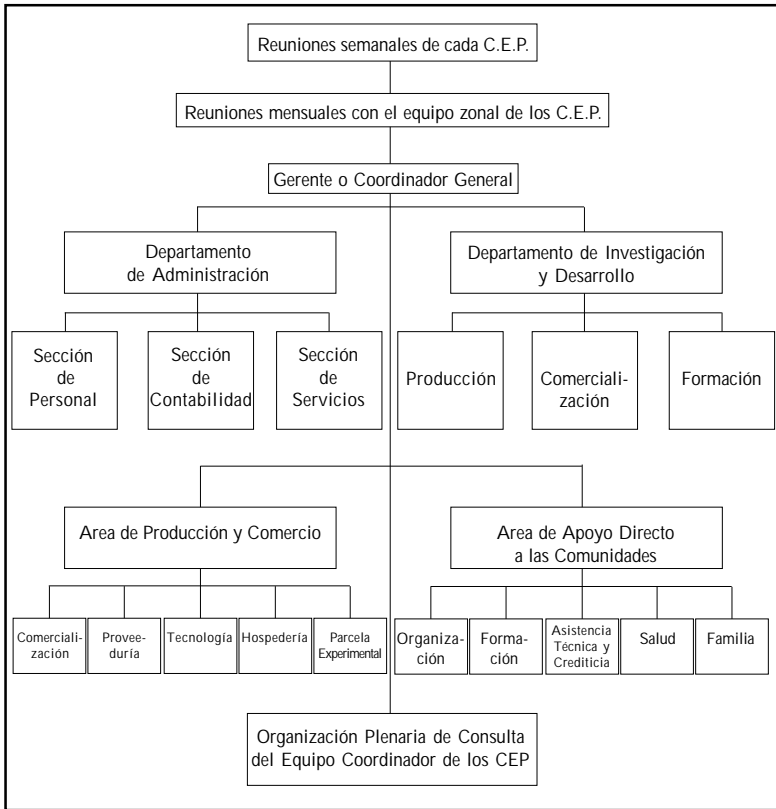 Reuniones semanales de cada C.E.P.
Reuniones mensuales con el equipo zonal de los C.E.P.
Gerente o Coordinador General
Departamento
de Administración
Departamento de Investigación
y Desarrollo
Sección
de
Personal
Sección
de
Contabilidad
Sección
de
Servicios
Producción
Comerciali-
zación
Formación
Area de Producción y Comercio
Area de Apoyo Directo
a las Comunidades
Comerciali-
zación
Provee-
duría
Tecnología
Hospedería
Parcela
Experimental
Organiza-
ción
Forma-
ción
Asistencia
Técnica y
Crediticia
Salud
Familia
Organización Plenaria de Consulta
del Equipo Coordinador de los CEP